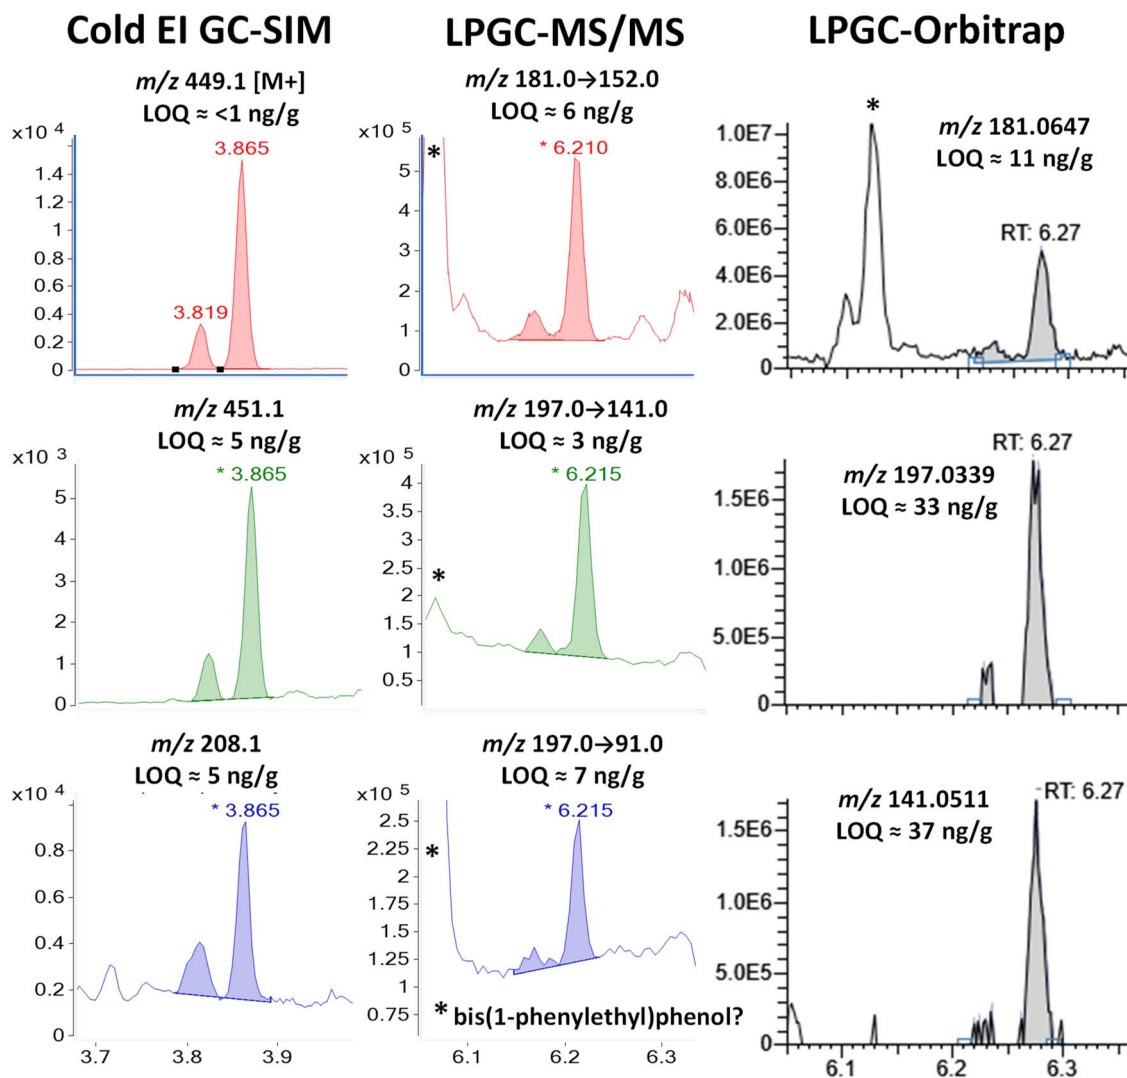 Cold EI GC-SIM
m/z 449.1 [M+]
LOQ ≈ <1 ng/g
x10 4
3.865
3.819
1.4
1.2
1
0.8
0.6
0.4
0.2
0
m/z 451.1
LOQ ≈ 5 ng/g
x10 3
* 3.865
5
4
3
2
1
0
m/z 208.1
LOQ ≈ 5 ng/g
x10 4
* 3.865
0.8
0.6
0.4
0.2
0
3.7 3.8 3.9
LPGC-MS/MS
m/z 181.0→152.0
LOQ ≈ 6 ng/g
x10 5
*
* 6.210
5
4
3
2
1
0
m/z 197.0→141.0
LOQ ≈ 3 ng/g
x10 5
* 6.215
*
4
3.5
3
2.5
2
1.5
1
0.5
m/z 197.0→91.0
LOQ ≈ 7 ng/g
x10 5
* 6.215
*
2.5
2.25
2
1.75
1.5
1.25
1
0.75
* bis(1-phenylethyl)phenol?
6.1 6.2 6.3
LPGC-Orbitrap
*
m/z 181.0647
LOQ ≈ 11 ng/g
RT: 6.27
1.0E7
8.0E6
6.0E6
4.0E6
2.0E6
0
RT: 6.27
m/z 197.0339
LOQ ≈ 33 ng/g
1.5E6
1.0E6
5.0E5
0
RT: 6.27
m/z 141.0511
LOQ ≈ 37 ng/g
1.5E6
1.0E6
5.0E5
0
6.1 6.2 6.3